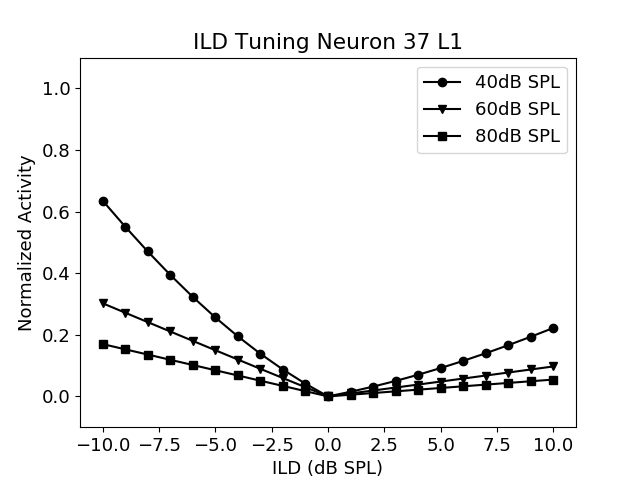 ILD Tuning Neuron 37 L1
40dB SPL
60dB SPL
80dB SPL
Normalized Activity
1.0
0.8
0.6
0.4
0.2
0.0
−10.0 −7.5 −5.0 −2.5 0.0 2.5 5.0 7.5 10.0
ILD (dB SPL)